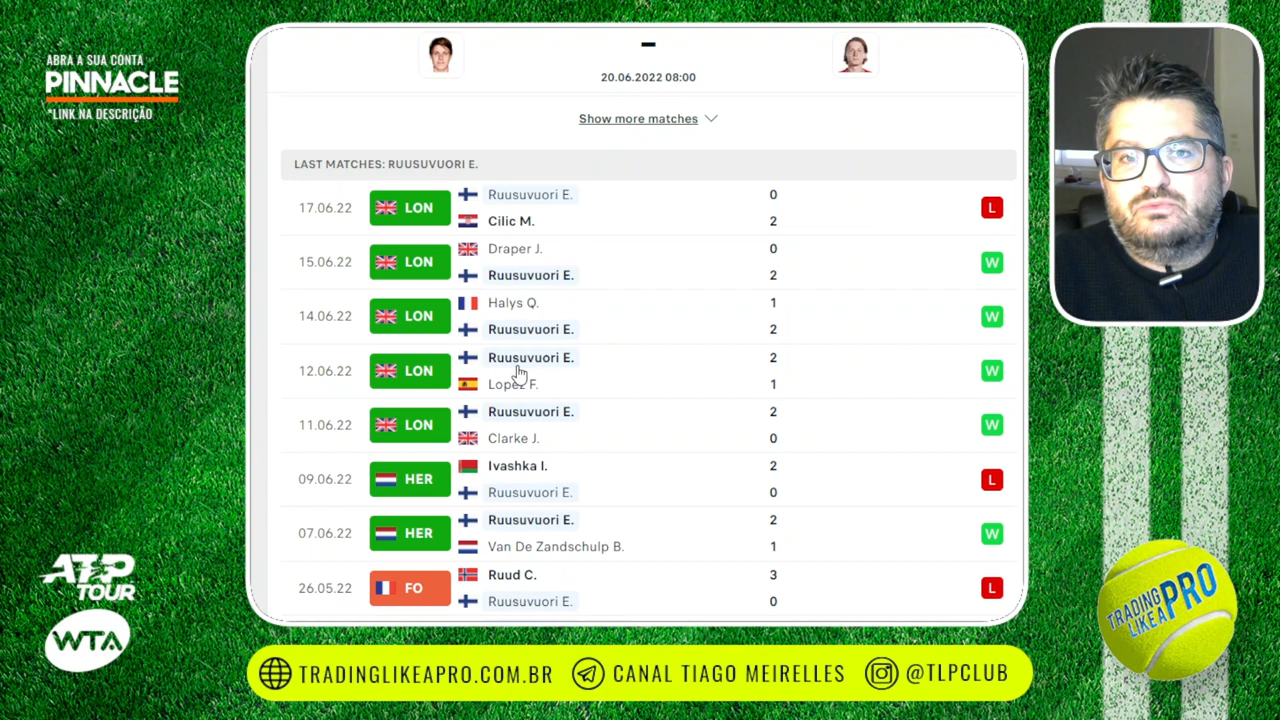 ABRA A SUA CONTA
PINNACLE
*LINK NA DESCRIÇÃO
20.06.2022 08:00
Show more matches
LAST MATCHES: RUUSUVUORI E.
17.06.22 LON Ruusuvuori E. 0 L
Cilic M. 2
15.06.22 LON Draper J. 0 W
Ruusuvuori E. 2
14.06.22 LON Halys Q. 1 W
Ruusuvuori E. 2
12.06.22 LON Ruusuvuori E. 2 W
Lopez F. 1
11.06.22 LON Ruusuvuori E. 2 W
Clarke J. 0
09.06.22 HER Ivashka I. 2 L
Ruusuvuori E. 0
07.06.22 HER Ruusuvuori E. 2 W
Van De Zandschulp B. 1
26.05.22 FO Ruud C. 3 L
Ruusuvuori E. 0
ATP
TOUR
WTA
TRADING
LIKE A
PRO
TRADINGLIKEAPRO.COM.BR CANAL TIAGO MEIRELLES @TLPCLUB